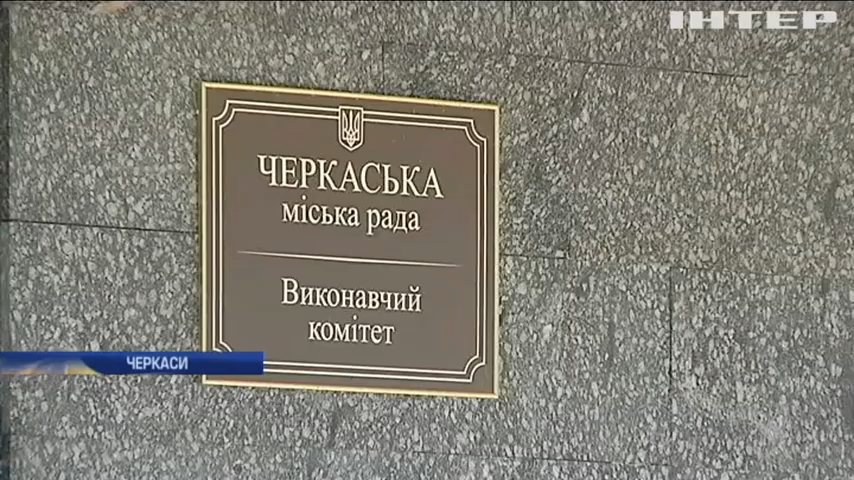 ІНТЕР
ЧЕРКАСЬКА
міська рада
Виконавчий
комітет
ЧЕРКАСИ